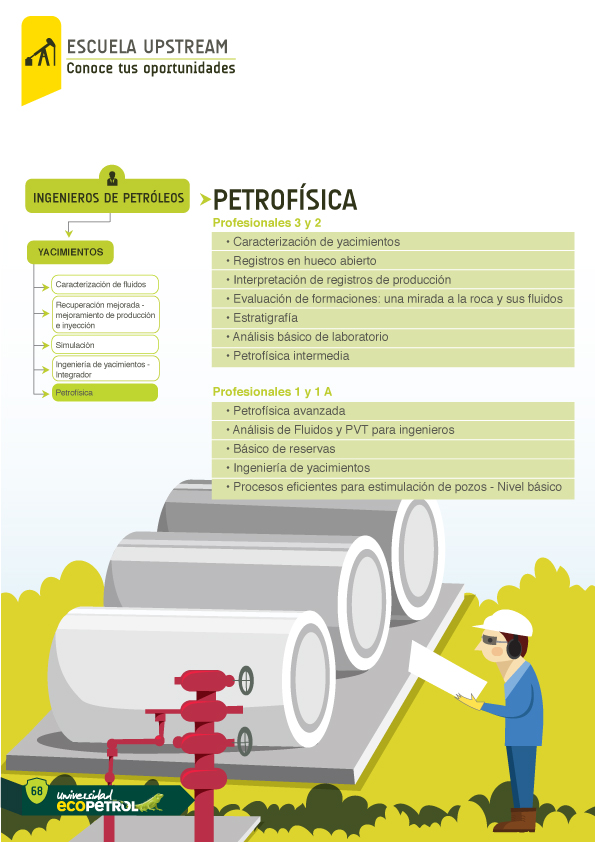 ESCUELA UPSTREAM
Conoce tus oportunidades
INGENIEROS DE PETRÓLEOS
YACIMIENTOS
Caracterización de fluidos
Recuperación mejorada -
mejoramiento de producción
e inyección
Simulación
Ingeniería de yacimientos -
Integrador
Petrofísica
PETROFÍSICA
Profesionales 3 y 2
• Caracterización de yacimientos
• Registros en hueco abierto
• Interpretación de registros de producción
• Evaluación de formaciones: una mirada a la roca y sus fluidos
• Estratigrafía
• Análisis básico de laboratorio
• Petrofísica intermedia
Profesionales 1 y 1 A
• Petrofísica avanzada
• Análisis de Fluidos y PVT para ingenieros
• Básico de reservas
• Ingeniería de yacimientos
• Procesos eficientes para estimulación de pozos - Nivel básico
68
Universidad
ECOPETROL